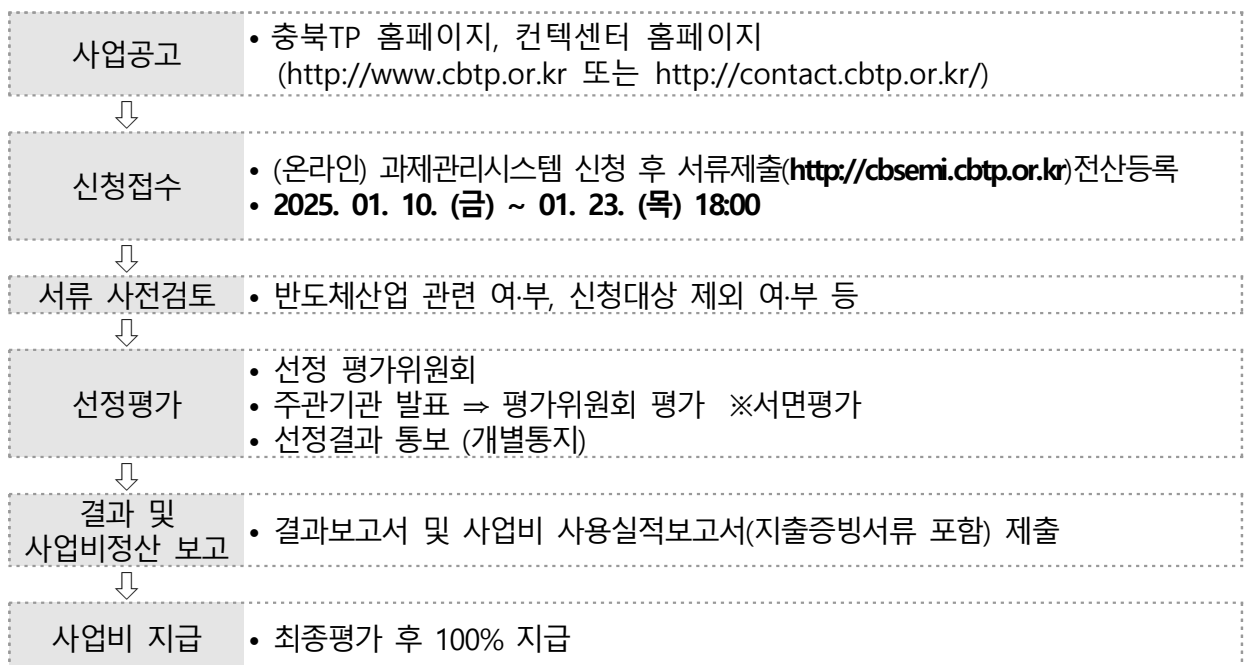 사업공고
• 충북TP 홈페이지, 컨텍센터 홈페이지
(http://www.cbtp.or.kr 또는 http://contact.cbtp.or.kr/)
⇩
신청접수
• (온라인) 과제관리시스템 신청 후 서류제출(http://cbsemi.cbtp.or.kr)전산등록
• 2025. 01. 10. (금) ~ 01. 23. (목) 18:00
⇩
서류 사전검토
• 반도체산업 관련 여·부, 신청대상 제외 여·부 등
⇩
선정평가
• 선정 평가위원회
• 주관기관 발표 ⇒ 평가위원회 평가 ※서면평가
• 선정결과 통보 (개별통지)
⇩
결과 및
사업비정산 보고
• 결과보고서 및 사업비 사용실적보고서(지출증빙서류 포함) 제출
⇩
사업비 지급
• 최종평가 후 100% 지급